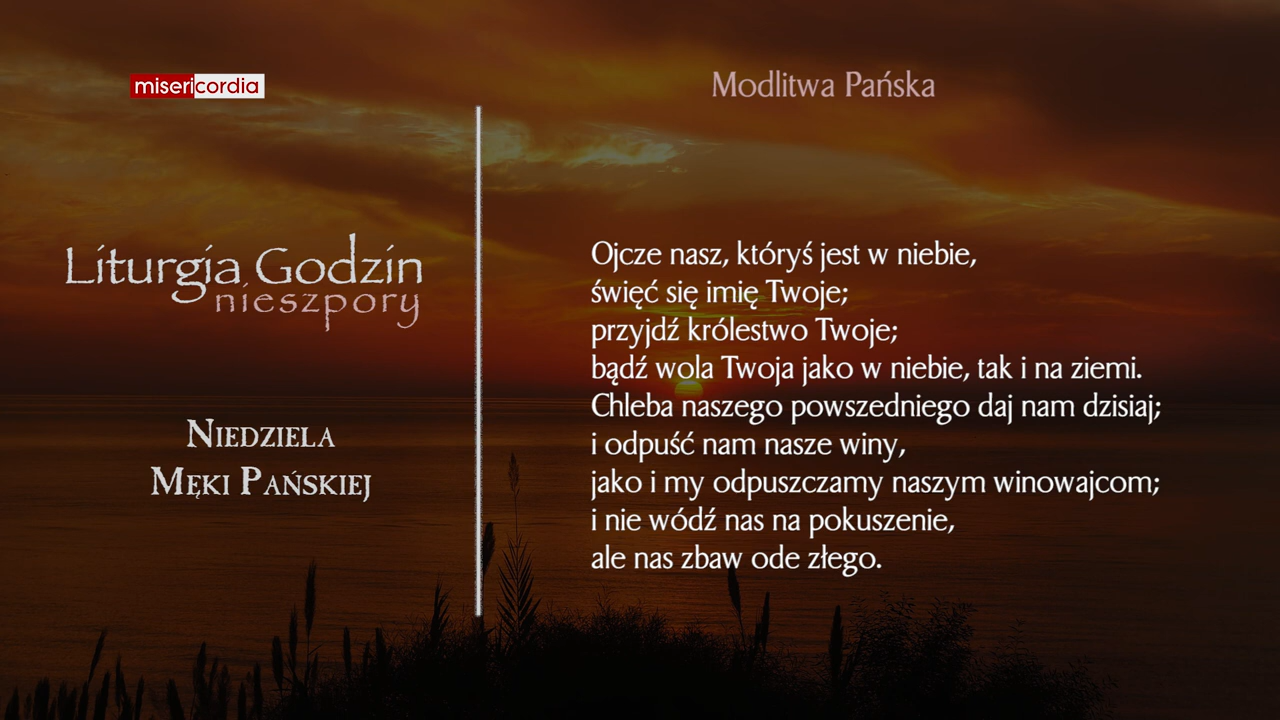 misericordia
Liturgia Godzin
nieszpory
Niedziela
Męki Pańskiej
Modlitwa Pańska
Ojcze nasz, któryś jest w niebie,
święć się imię Twoje;
przyjdź królestwo Twoje;
bądź wola Twoja jako w niebie, tak i na ziemi.
Chleba naszego powszedniego daj nam dzisiaj;
i odpuść nam nasze winy,
jako i my odpuszczamy naszym winowajcom;
i nie wódź nas na pokuszenie,
ale nas zbaw ode złego.